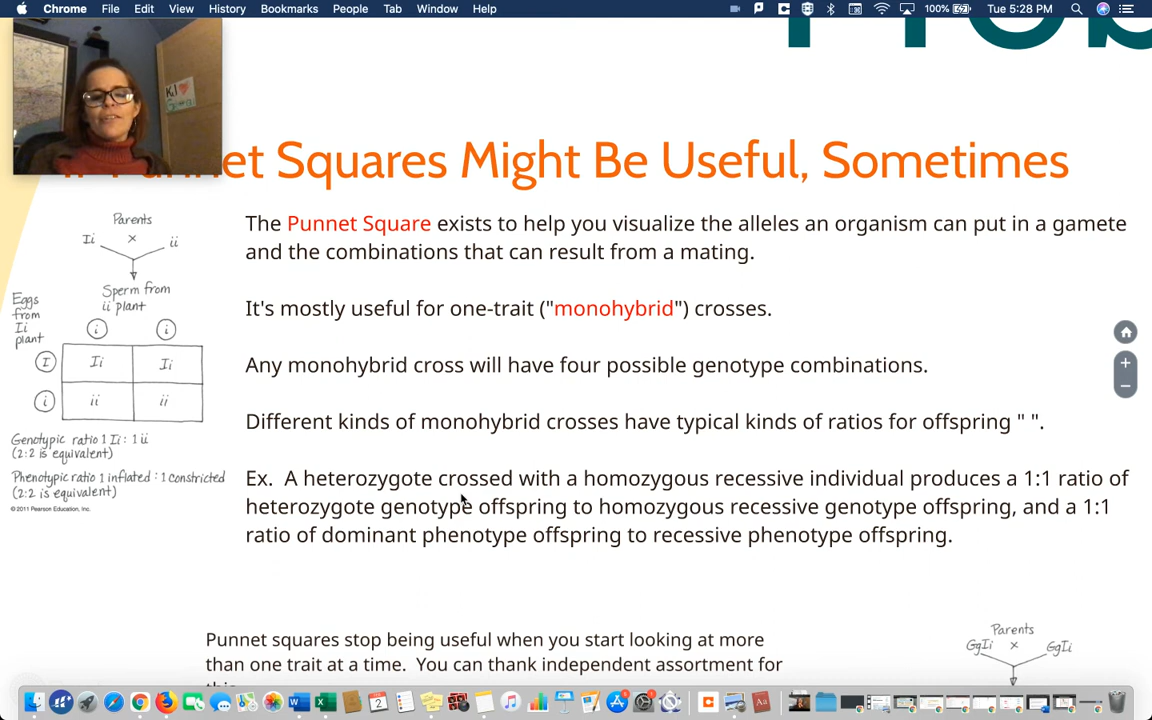 Chrome File Edit View History Bookmarks People Tab Window Help 100% Tue 5:28 PM
et Squares Might Be Useful, Sometimes
The Punnet Square exists to help you visualize the alleles an organism can put in a gamete
and the combinations that can result from a mating.
It's mostly useful for one-trait ("monohybrid") crosses.
Any monohybrid cross will have four possible genotype combinations.
Different kinds of monohybrid crosses have typical kinds of ratios for offspring " ".
Ex. A heterozygote crossed with a homozygous recessive individual produces a 1:1 ratio of
heterozygote genotype offspring to homozygous recessive genotype offspring, and a 1:1
ratio of dominant phenotype offspring to recessive phenotype offspring.
Parents
Ii × ii
Sperm from
ii plant
Eggs
from
Ii
plant
i i
I Ii Ii
i ii ii
Genotypic ratio 1 Ii : 1 ii
(2:2 is equivalent)
Phenotypic ratio 1 inflated : 1 constricted
(2:2 is equivalent)
© 2011 Pearson Education, Inc.
Punnet squares stop being useful when you start looking at more
than one trait at a time. You can thank independent assortment for
Parents
GgIi × GgIi